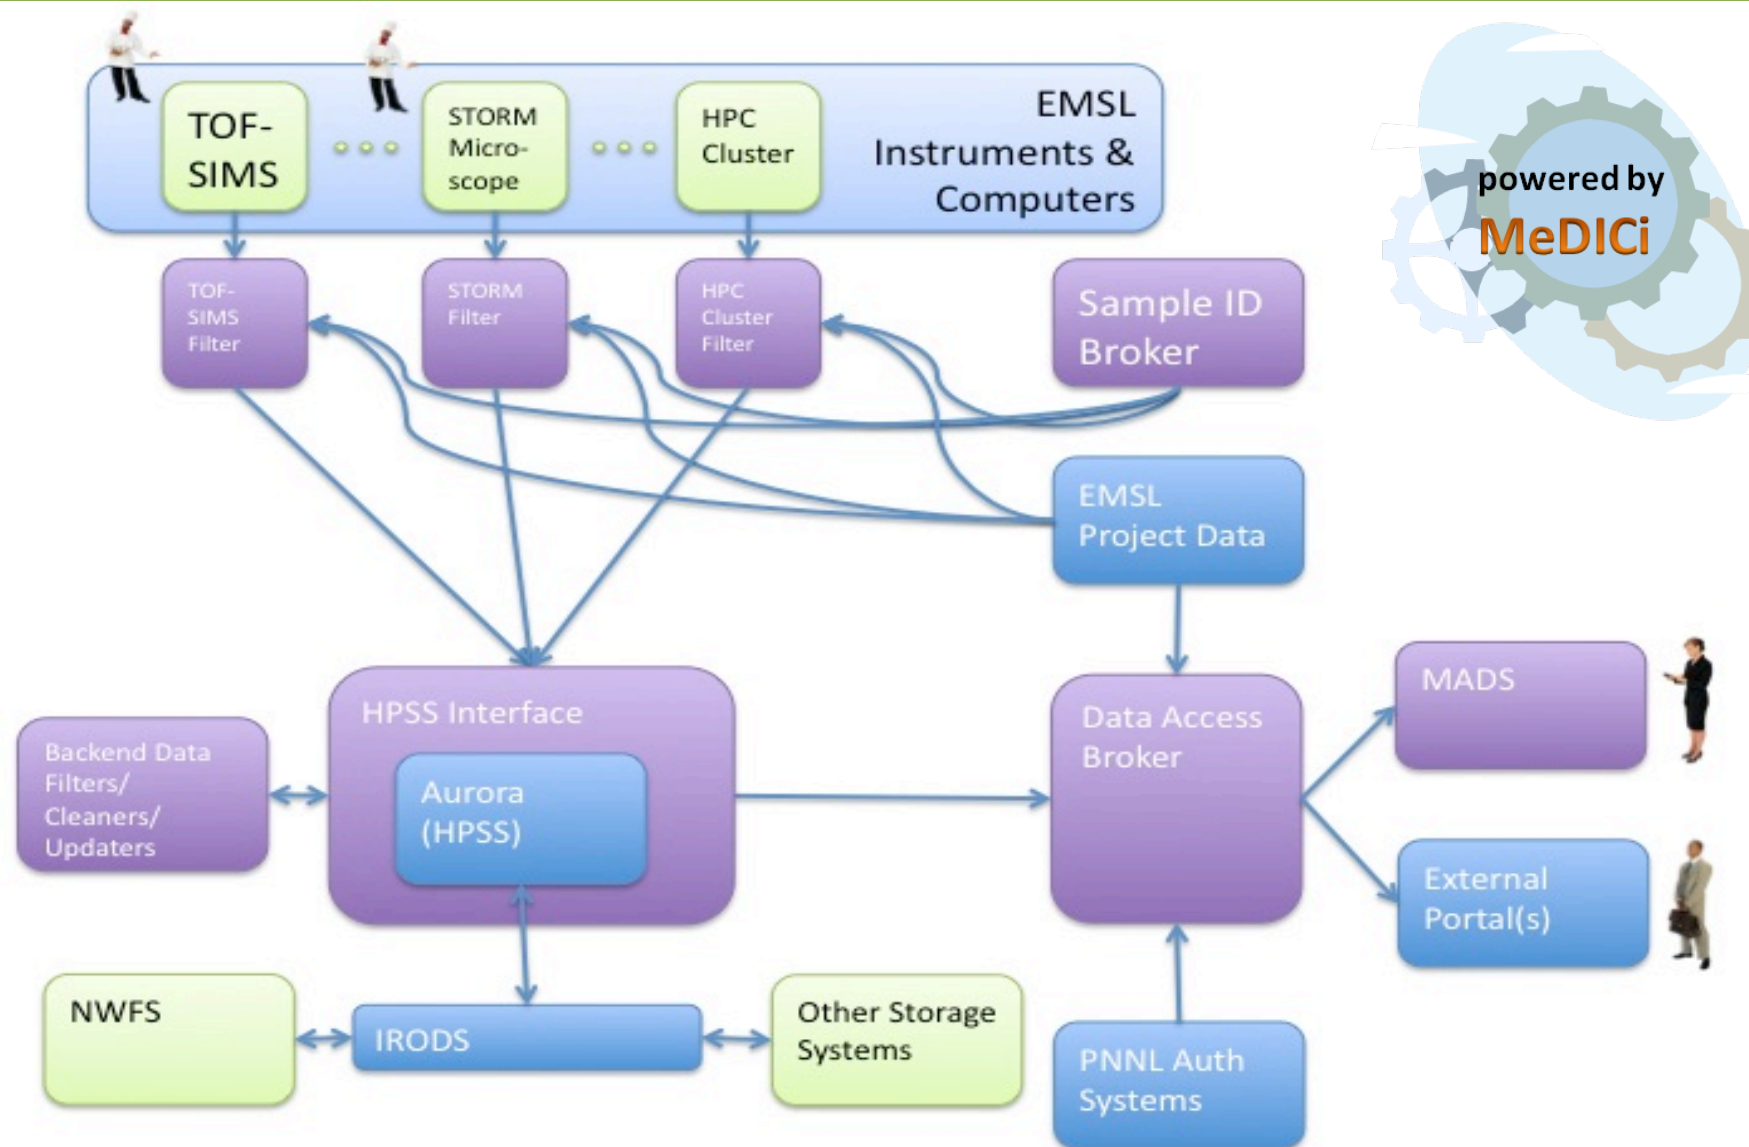 TOF-
SIMS
STORM
Micro-
scope
HPC
Cluster
EMSL
Instruments &
Computers
powered by
MeDICi
TOF-
SIMS
Filter
STORM
Filter
HPC
Cluster
Filter
Sample ID
Broker
EMSL
Project Data
HPSS Interface
Aurora
(HPSS)
Backend Data
Filters/
Cleaners/
Updaters
Data Access
Broker
MADS
External
Portal(s)
NWFS
IRODS
Other Storage
Systems
PNNL Auth
Systems